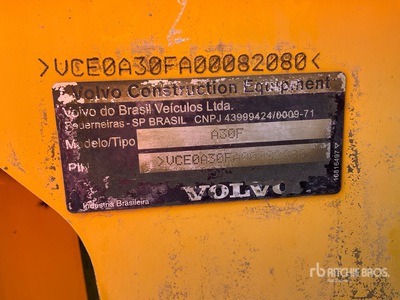 >VCE0A30FA00082080<
Volvo Construction Equipment
Volvo do Brasil Veículos Ltda.
Pederneiras - SP BRASIL CNPJ 43999424/0009-71
Modelo/Tipo A30F
PIN >VCE0A30FA
VOLVO
Indústria Brasileira
rb RITCHIE BROS.